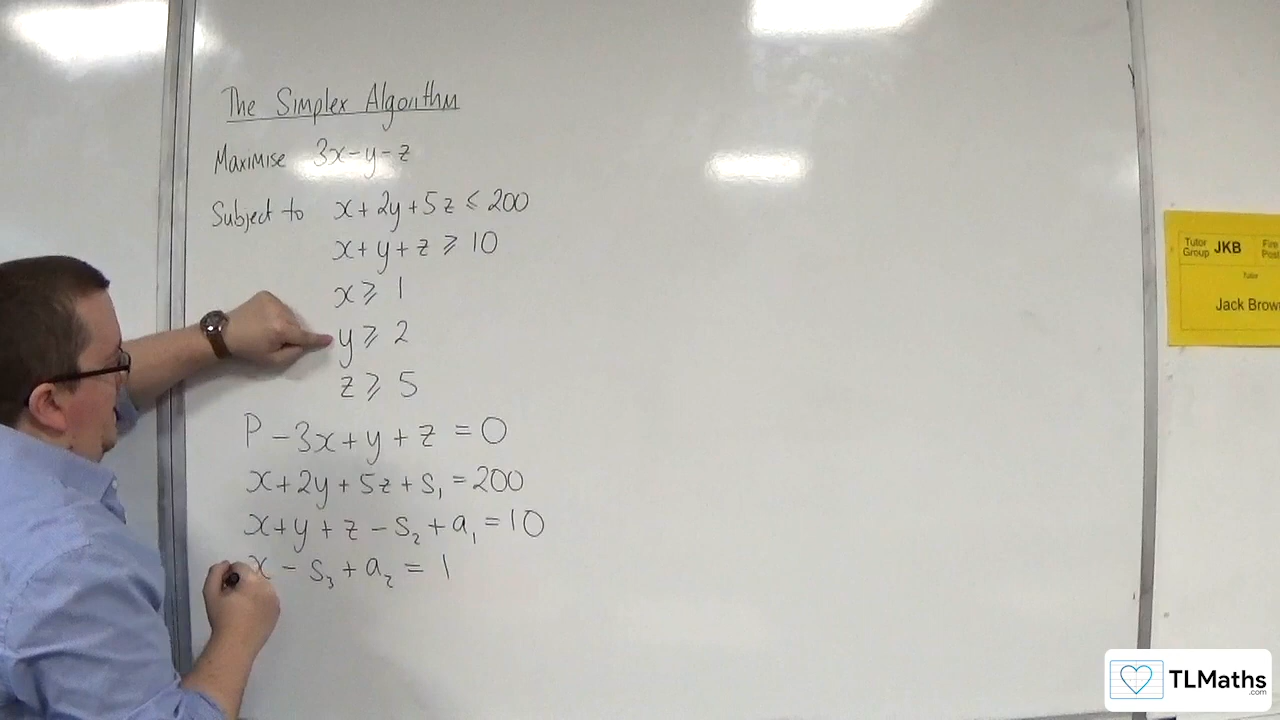 The Simplex Algorithm
Maximise 3x-y-z
Subject to x+2y+5z ⩽ 200
x+y+z ⩾ 10
x ⩾ 1
y ⩾ 2
z ⩾ 5
P -3x+y+z = 0
x+2y+5z+s₁ = 200
x+y+z-s₂+a₁ = 10
x - s₃ + a₂ = 1
Tutor Group JKB
Fire
Tutor
Jack
TLMaths
.com